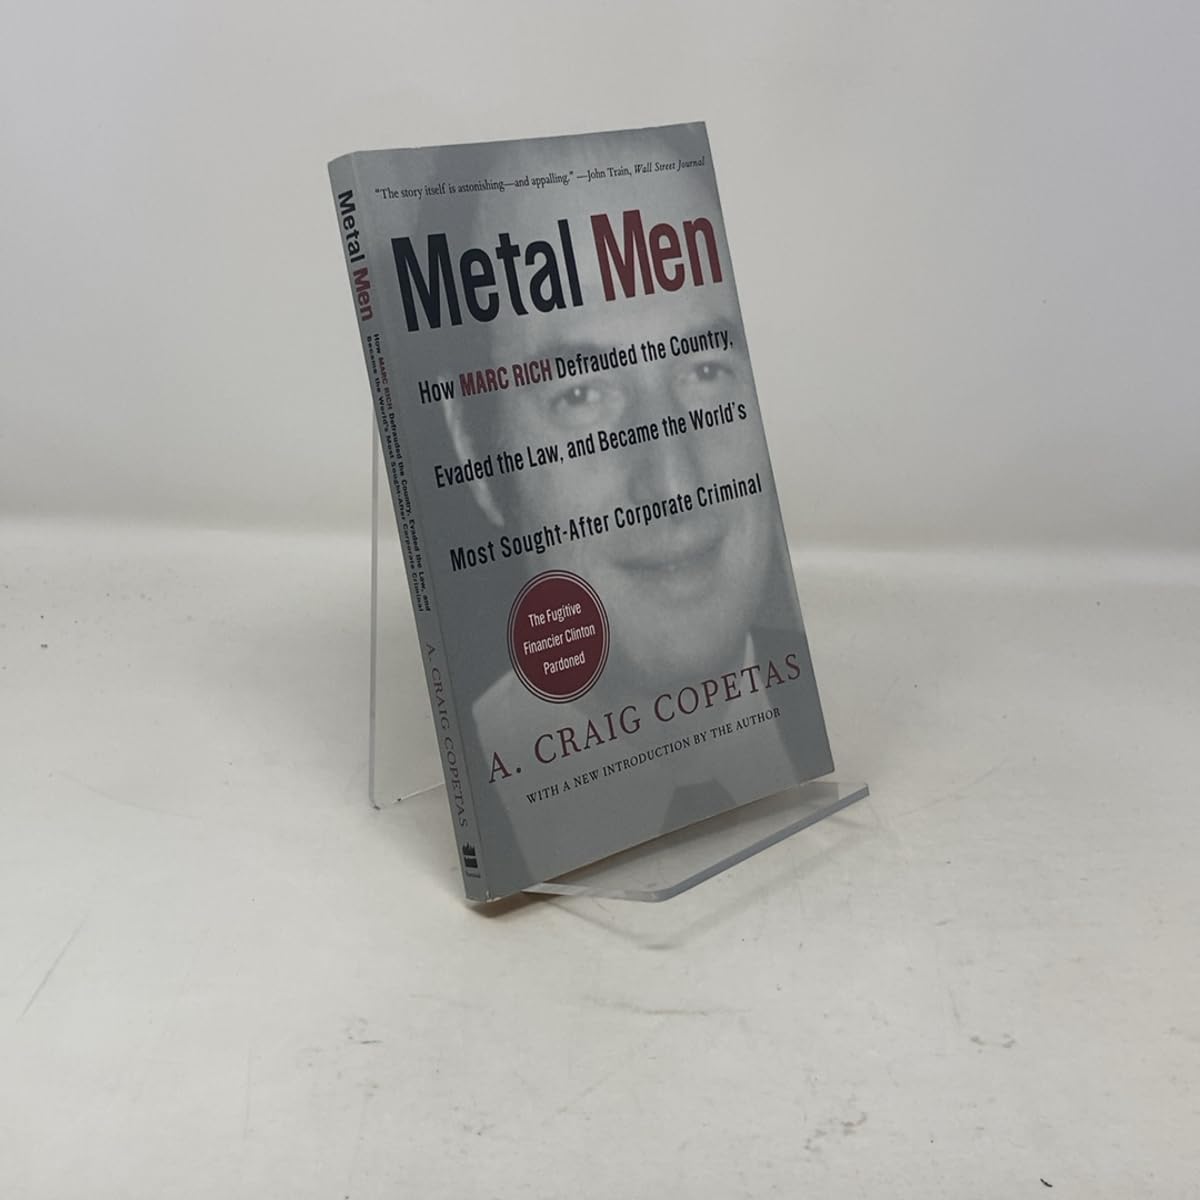 "The story itself is astonishing—and appalling." —John Train, Wall Street Journal
Metal Men
How MARC RICH Defrauded the Country,
Evaded the Law, and Became the World's
Most Sought-After Corporate Criminal
The Fugitive
Financier Clinton
Pardoned
A. CRAIG COPETAS
WITH A NEW INTRODUCTION BY THE AUTHOR
Metal Men
How MARC RICH Defrauded the Country, Evaded the Law, and
Became the World's Most Sought-After Corporate Criminal
A. CRAIG COPETAS